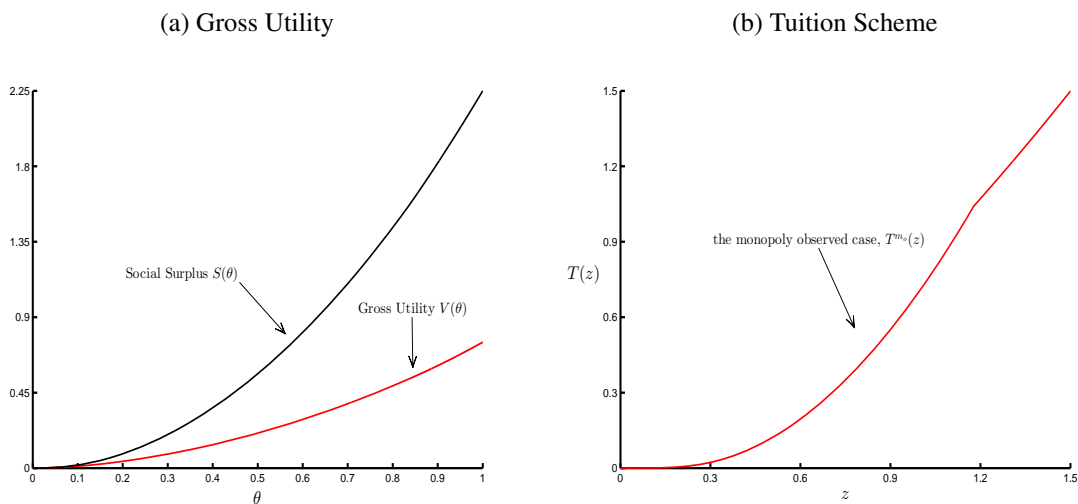 (a) Gross Utility
2.25
1.8
1.35
0.9
0.45
0
Social Surplus S(θ)
Gross Utility V(θ)
0 0.1 0.2 0.3 0.4 0.5 0.6 0.7 0.8 0.9 1
θ
(b) Tuition Scheme
1.5
1.2
0.9
0.6
0.3
0
T(z)
the monopoly observed case, T^{m_o}(z)
0 0.3 0.6 0.9 1.2 1.5
z